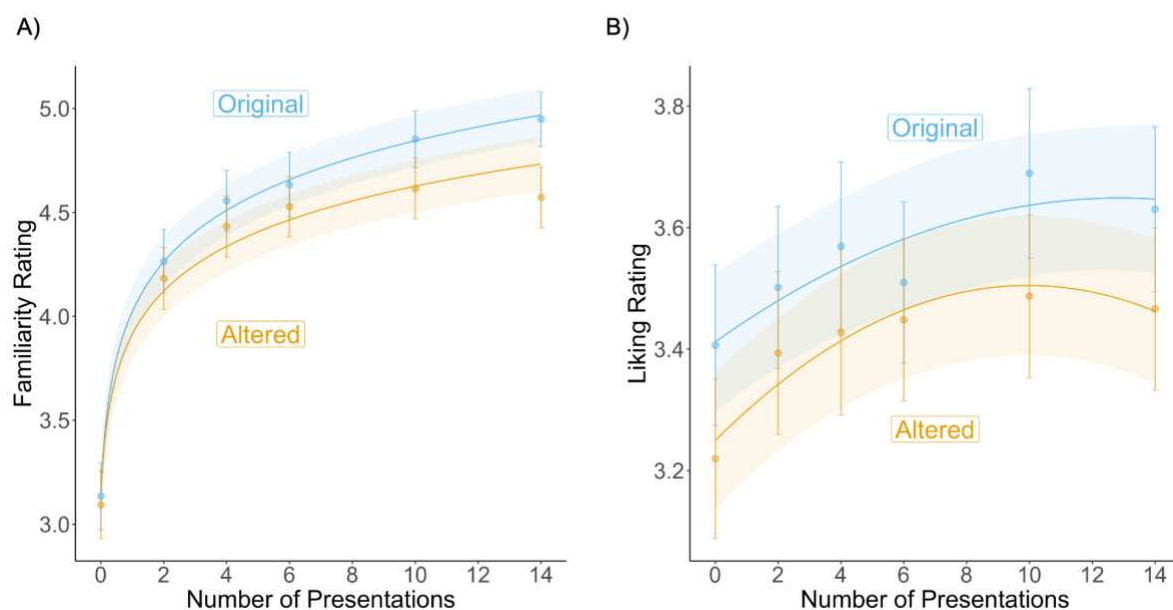 A)
Original
Altered
5.0
4.5
4.0
3.5
3.0
Familiarity Rating
0 2 4 6 8 10 12 14
Number of Presentations
B)
Original
Altered
3.8
3.6
3.4
3.2
Liking Rating
0 2 4 6 8 10 12 14
Number of Presentations